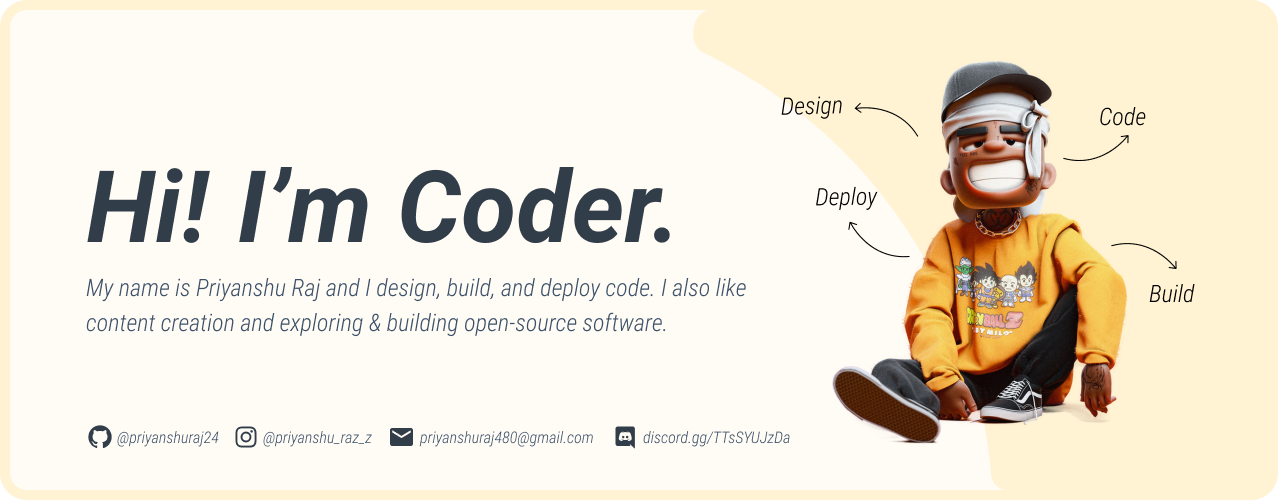 Hi! I’m Coder.
My name is Priyanshu Raj and I design, build, and deploy code. I also like
content creation and exploring & building open-source software.
@priyanshuraj24
@priyanshu_raz_z
priyanshuraj480@gmail.com
discord.gg/TTsSYUJzDa
Design
Code
Deploy
Build